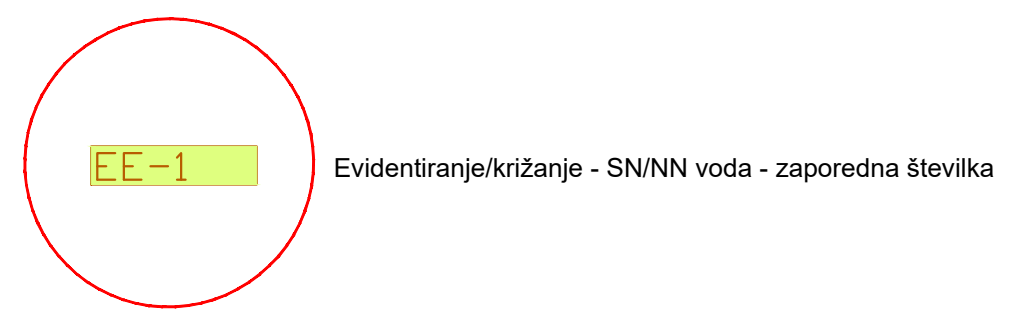 EE-1
Evidentiranje/križanje - SN/NN voda - zaporedna številka